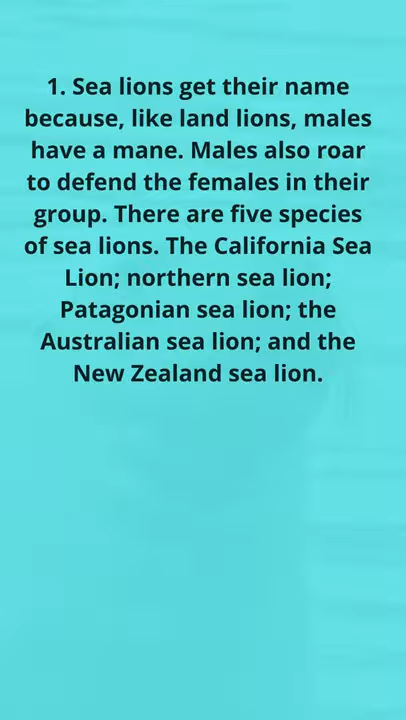 1. Sea lions get their name
because, like land lions, males
have a mane. Males also roar
to defend the females in their
group. There are five species
of sea lions. The California Sea
Lion; northern sea lion;
Patagonian sea lion; the
Australian sea lion; and the
New Zealand sea lion.